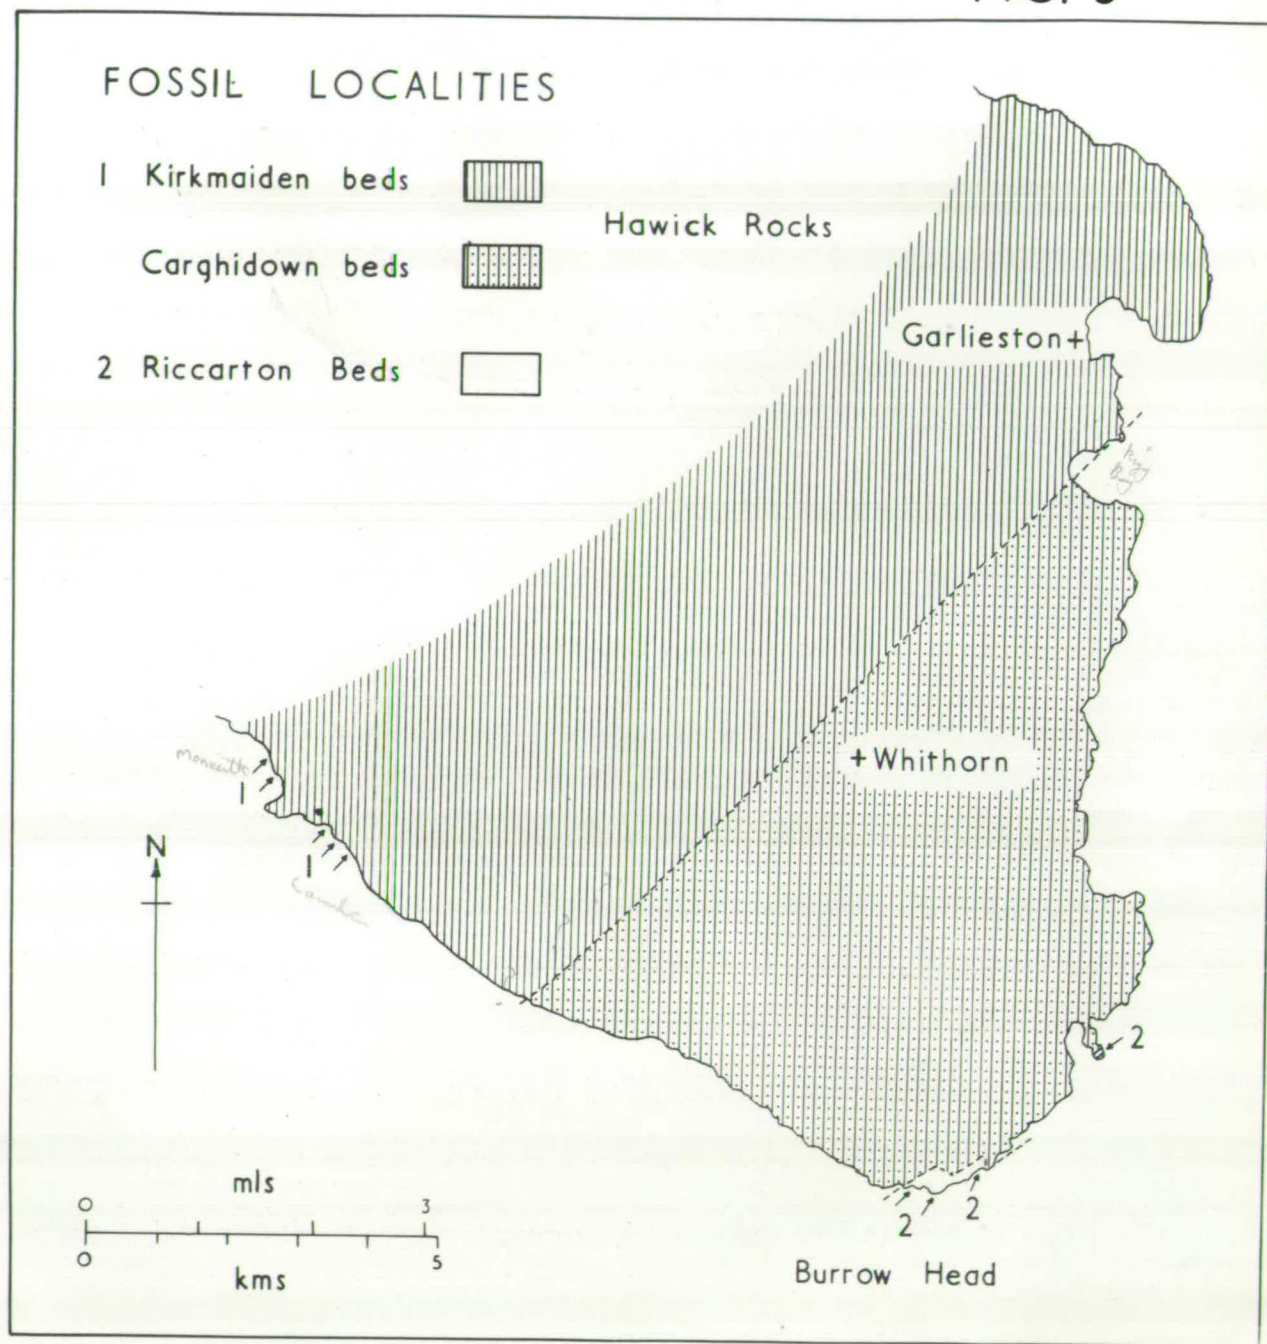 FOSSIL LOCALITIES
1 Kirkmaiden beds
Hawick Rocks
Carghidown beds
2 Riccarton Beds
Garlieston+
+Whithorn
1
1
N
2
2
2
mls
0 3
0 5
kms
Burrow Head